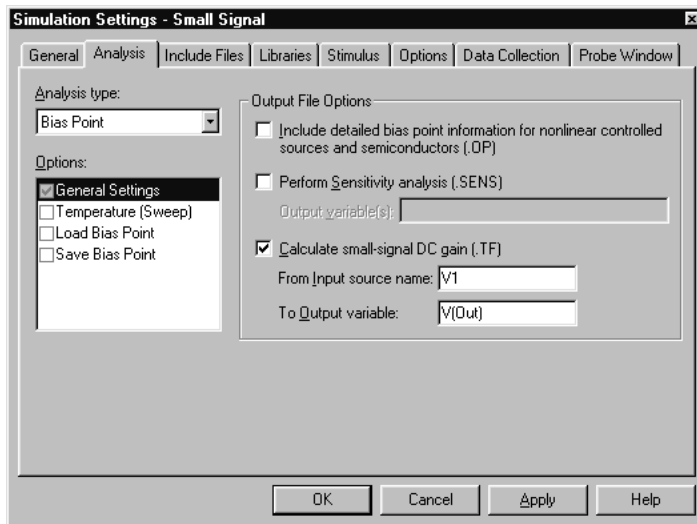 Simulation Settings - Small Signal
General Analysis Include Files Libraries Stimulus Options Data Collection Probe Window
Analysis type:
Bias Point
Options:
General Settings
Temperature (Sweep)
Load Bias Point
Save Bias Point
Output File Options
Include detailed bias point information for nonlinear controlled
sources and semiconductors (.OP)
Perform Sensitivity analysis (.SENS)
Output variable(s):
Calculate small-signal DC gain (.TF)
From Input source name: V1
To Output variable: V(Out)
OK Cancel Apply Help